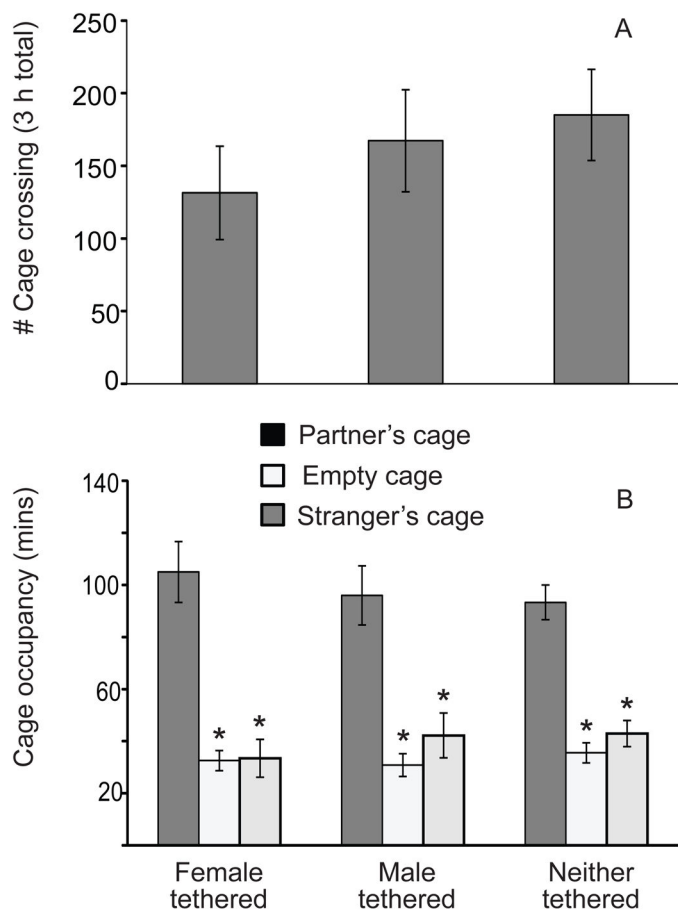 A
# Cage crossing (3 h total)
250
200
150
100
50
0
Partner's cage
Empty cage
Stranger's cage
B
Cage occupancy (mins)
140
100
60
20
*
*
*
*
*
*
Female tethered
Male tethered
Neither tethered